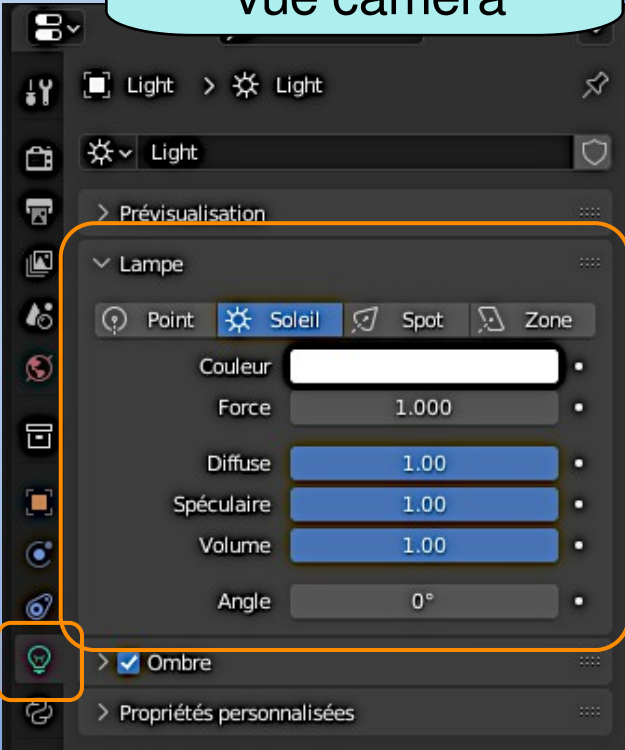 vue caméra
Light > Light
Light
> Prévisualisation
Lampe
Point Soleil Spot Zone
Couleur
Force 1.000
Diffuse 1.00
Spéculaire 1.00
Volume 1.00
Angle 0°
> Ombre
> Propriétés personnalisées